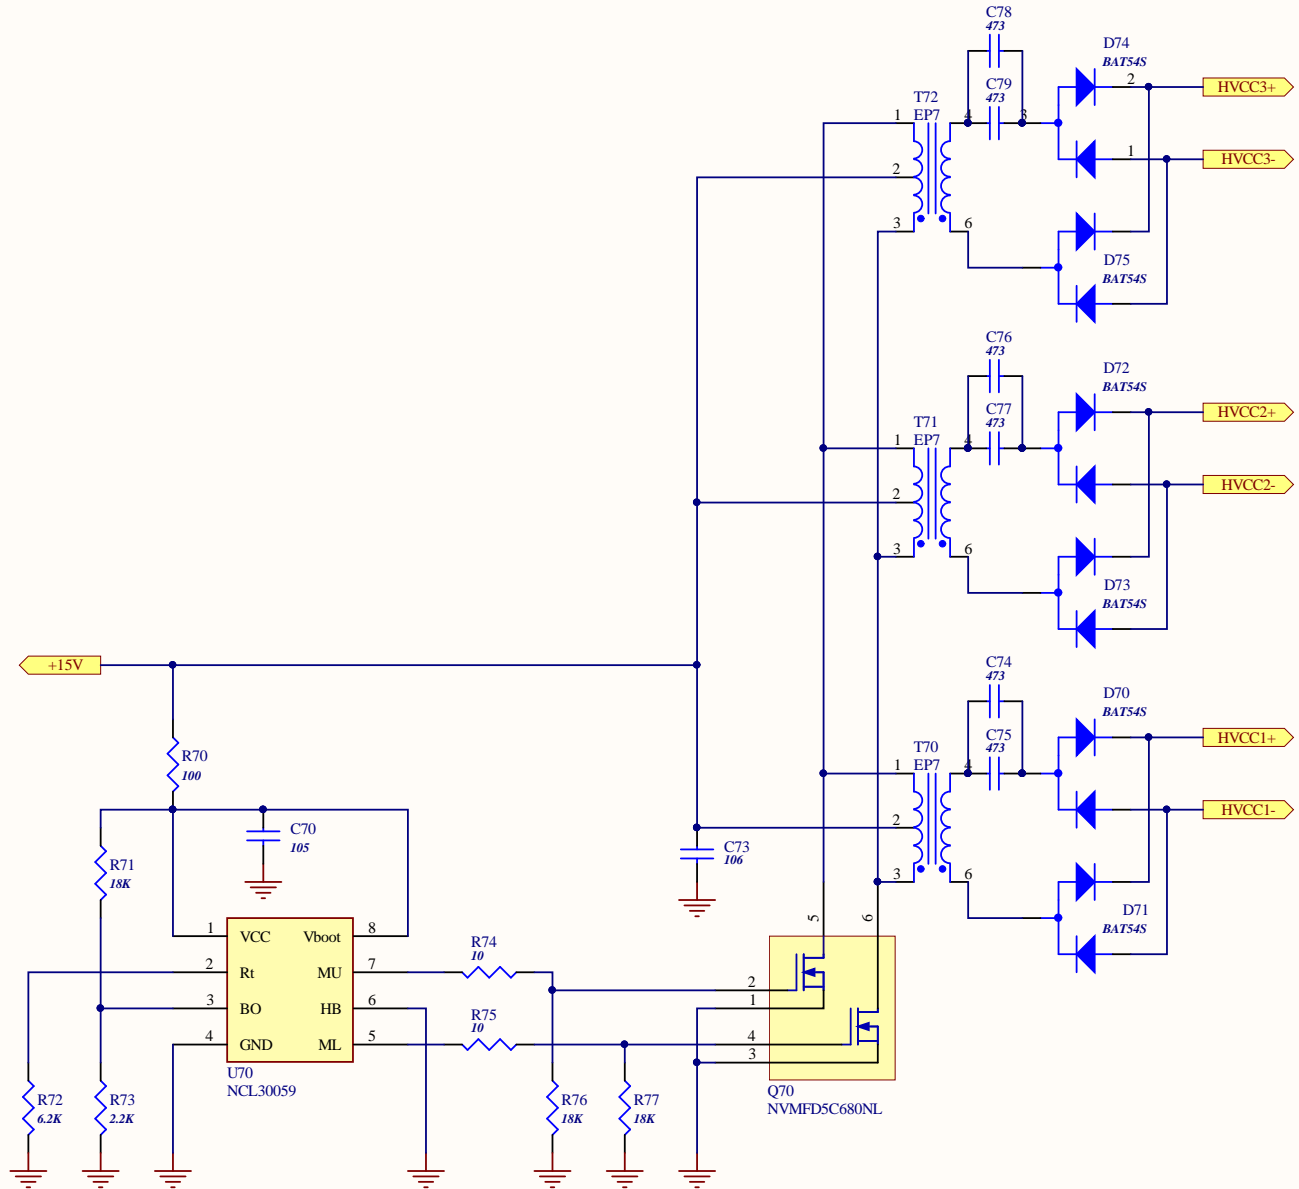 C78
473
D74
BAT54S
2
HVCC3+
C79
473
T72
EP7
1
4
3
1
HVCC3-
2
3
6
D75
BAT54S
C76
473
D72
BAT54S
HVCC2+
C77
473
T71
EP7
1
4
HVCC2-
2
3
6
D73
BAT54S
+15V
C74
473
D70
BAT54S
HVCC1+
C75
473
T70
EP7
1
4
HVCC1-
2
3
6
D71
BAT54S
R70
100
C70
105
C73
106
R71
18K
5
6
1
VCC
Vboot
8
2
Rt
MU
7
3
BO
HB
6
4
GND
ML
5
U70
NCL30059
R74
10
R75
10
2
1
4
3
Q70
NVMFD5C680NL
R72
6.2K
R73
2.2K
R76
18K
R77
18K